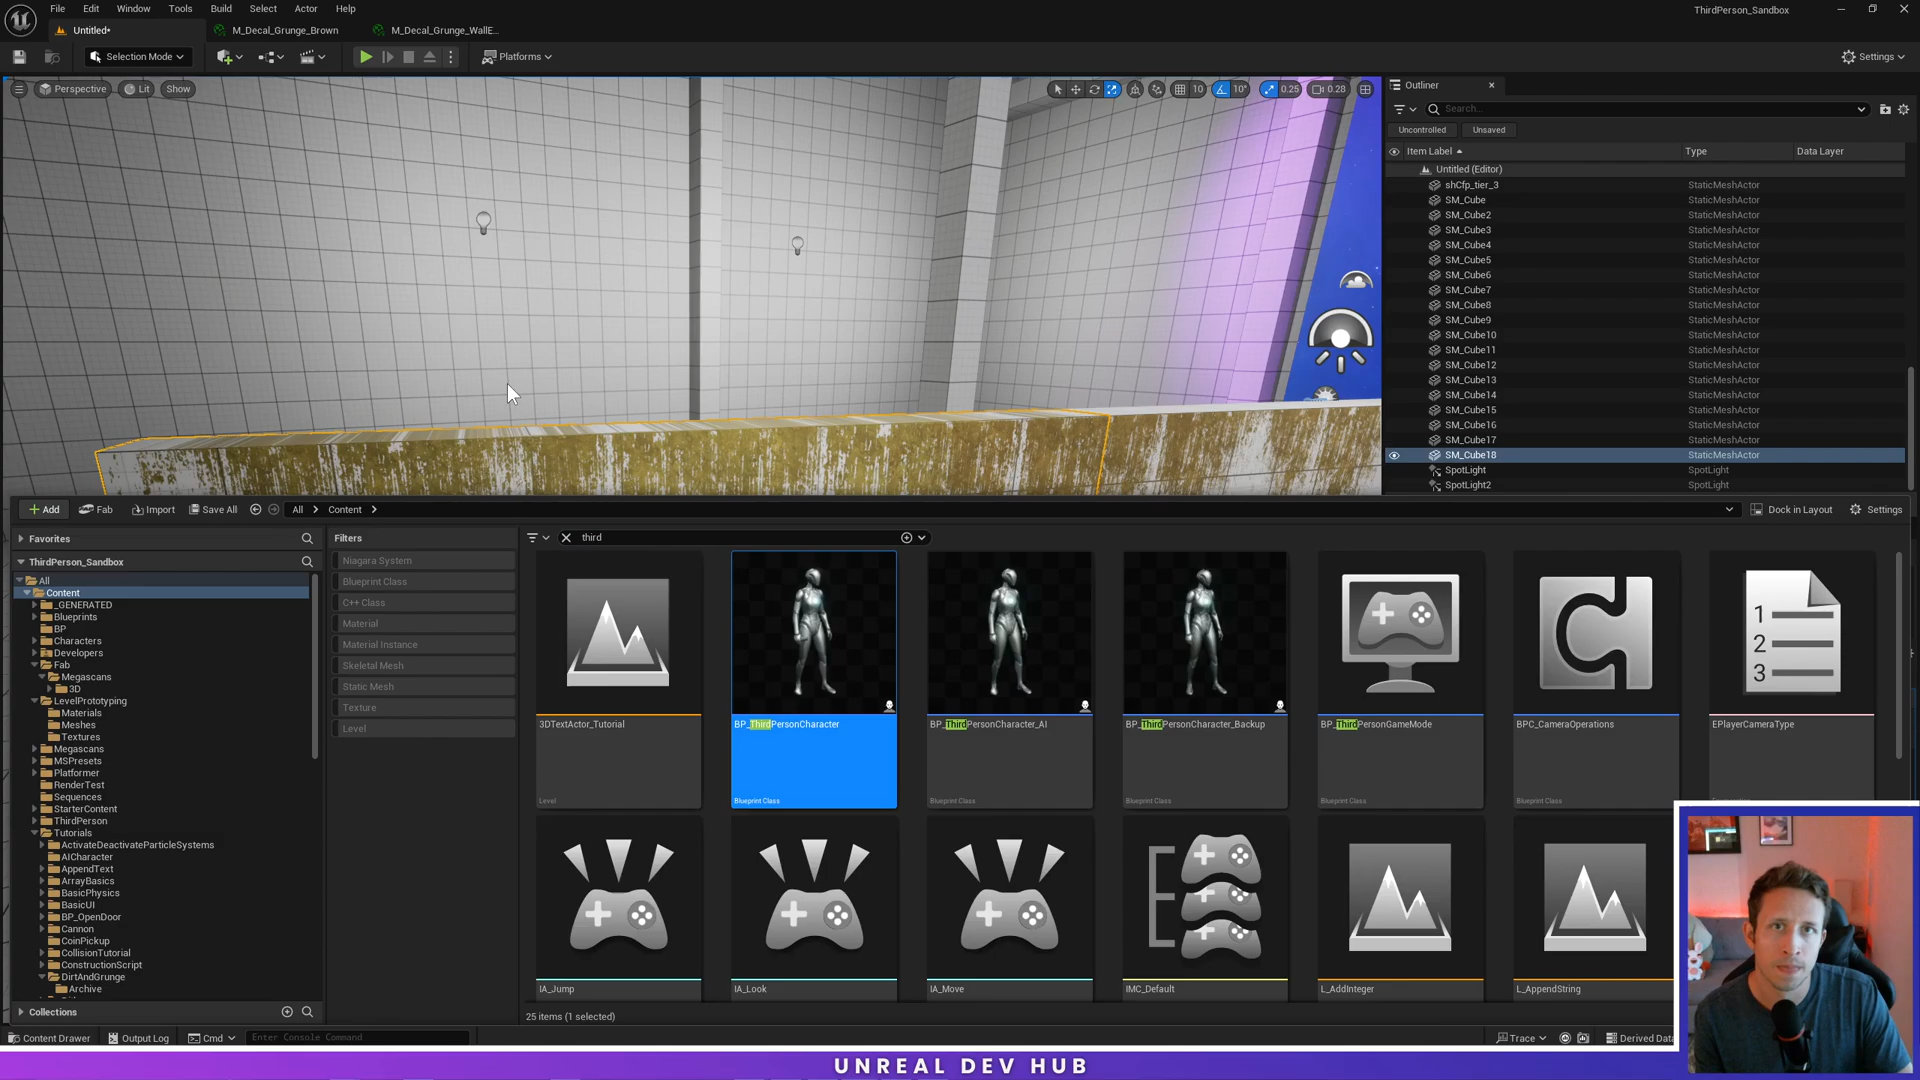 File Edit Window Tools Build Select Actor Help
ThirdPerson_Sandbox
Untitled*
M_Decal_Grunge_Brown
M_Decal_Grunge_WallE...
Selection Mode
Platforms
Settings
Perspective
Lit
Show
10
10°
0.25
0.28
Outliner
Search...
Uncontrolled
Unsaved
Item Label
Type
Data Layer
Untitled (Editor)
shCfp_tier_3 StaticMeshActor
SM_Cube StaticMeshActor
SM_Cube2 StaticMeshActor
SM_Cube3 StaticMeshActor
SM_Cube4 StaticMeshActor
SM_Cube5 StaticMeshActor
SM_Cube6 StaticMeshActor
SM_Cube7 StaticMeshActor
SM_Cube8 StaticMeshActor
SM_Cube9 StaticMeshActor
SM_Cube10 StaticMeshActor
SM_Cube11 StaticMeshActor
SM_Cube12 StaticMeshActor
SM_Cube13 StaticMeshActor
SM_Cube14 StaticMeshActor
SM_Cube15 StaticMeshActor
SM_Cube16 StaticMeshActor
SM_Cube17 StaticMeshActor
SM_Cube18 StaticMeshActor
SpotLight SpotLight
SpotLight2 SpotLight
Add
Fab
Import
Save All
All
Content
Dock in Layout
Settings
Favorites
ThirdPerson_Sandbox
All
Content
_GENERATED
Blueprints
BP
Characters
Developers
Fab
Megascans
3D
LevelPrototyping
Materials
Meshes
Textures
Megascans
MSPresets
Platformer
RenderTest
Sequences
StarterContent
ThirdPerson
Tutorials
ActivateDeactivateParticleSystems
AICharacter
AppendText
ArrayBasics
BasicPhysics
BasicUI
BP_OpenDoor
Cannon
CoinPickup
CollisionTutorial
ConstructionScript
DirtAndGrunge
Archive
Collections
Filters
Niagara System
Blueprint Class
C++ Class
Material
Material Instance
Skeletal Mesh
Static Mesh
Texture
Level
third
1
2
3
3DTextActor_Tutorial
Level
BP_ThirdPersonCharacter
Blueprint Class
BP_ThirdPersonCharacter_AI
Blueprint Class
BP_ThirdPersonCharacter_Backup
Blueprint Class
BP_ThirdPersonGameMode
Blueprint Class
BPC_CameraOperations
Blueprint Class
EPlayerCameraType
IA_Jump
IA_Look
IA_Move
IMC_Default
L_AddInteger
L_AppendString
25 items (1 selected)
Content Drawer
Output Log
Cmd
Enter Console Command
Trace
Derived Data
UNREAL DEV HUB